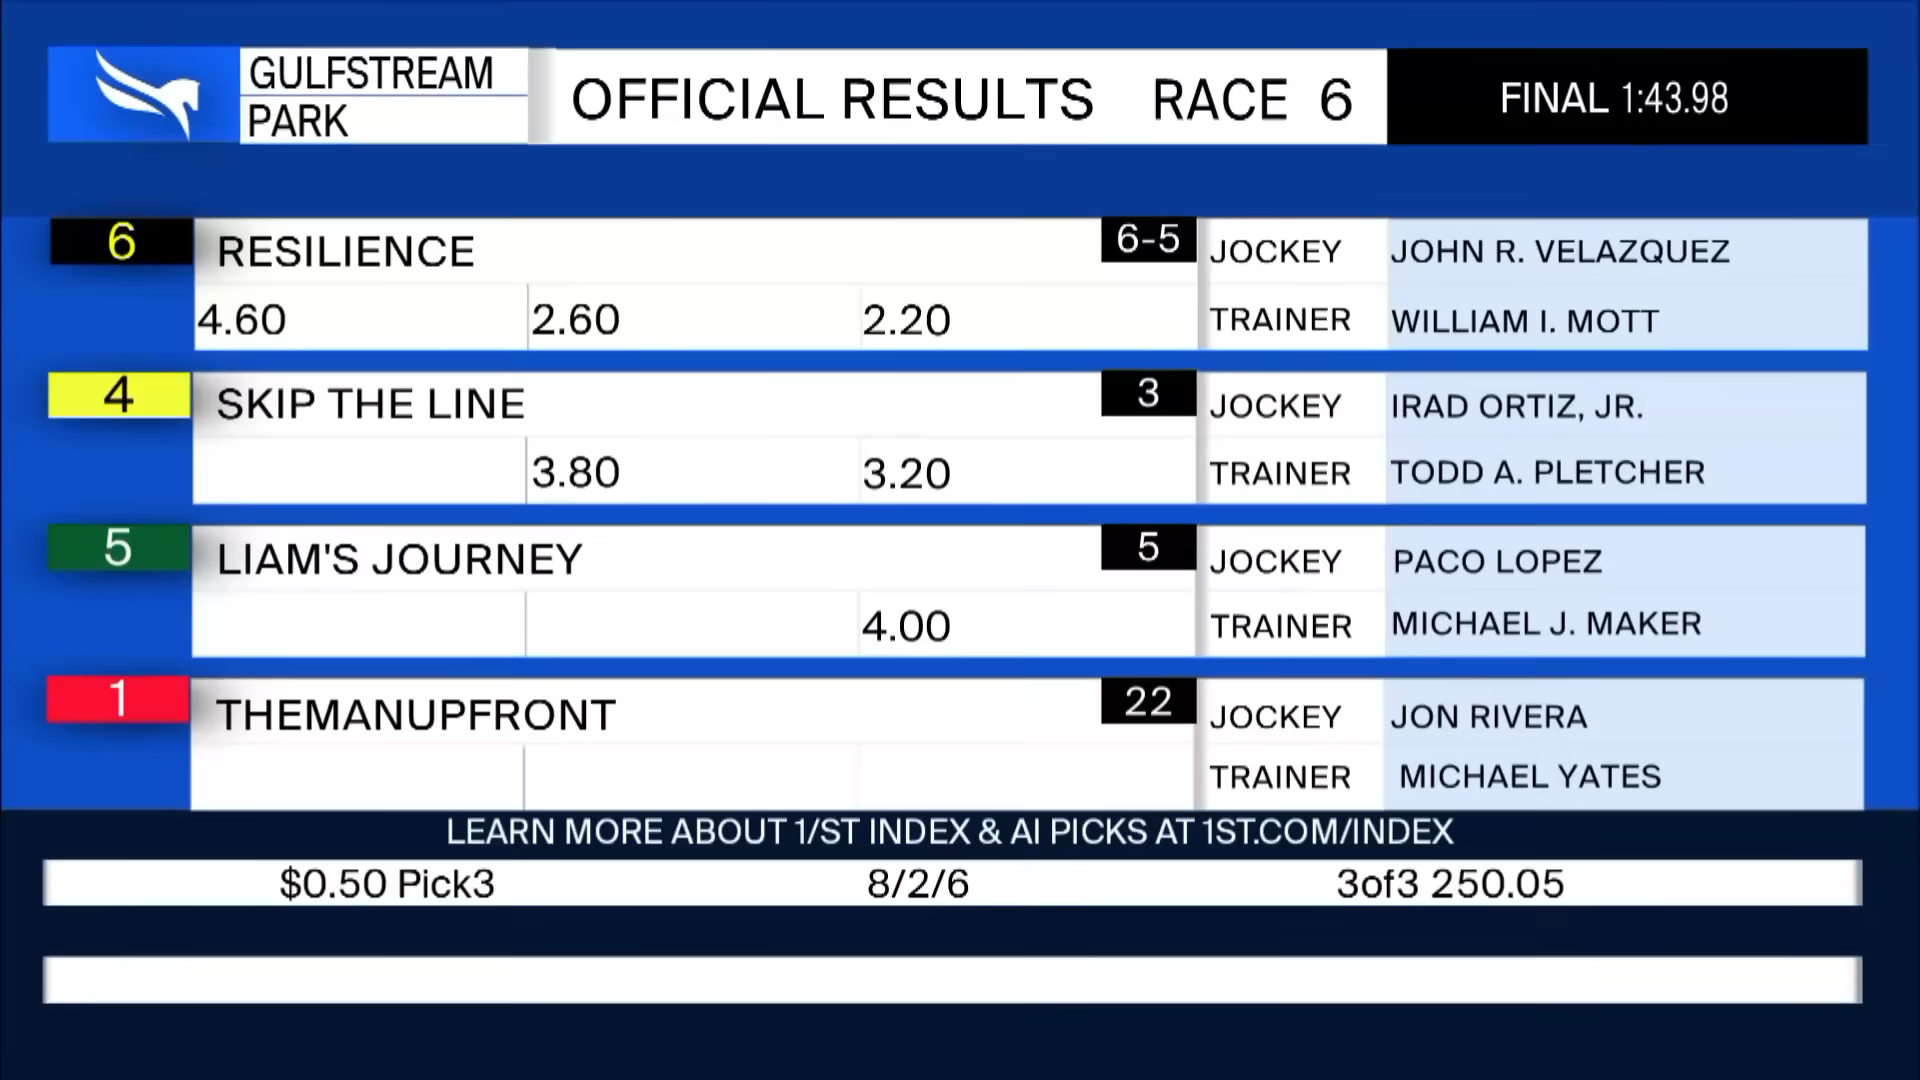 GULFSTREAM
PARK
OFFICIAL RESULTS RACE 6
FINAL 1:43.98
6 RESILIENCE 6-5 JOCKEY JOHN R. VELAZQUEZ
4.60 2.60 2.20 TRAINER WILLIAM I. MOTT
4 SKIP THE LINE 3 JOCKEY IRAD ORTIZ, JR.
3.80 3.20 TRAINER TODD A. PLETCHER
5 LIAM'S JOURNEY 5 JOCKEY PACO LOPEZ
4.00 TRAINER MICHAEL J. MAKER
1 THEMANUPFRONT 22 JOCKEY JON RIVERA
TRAINER MICHAEL YATES
LEARN MORE ABOUT 1/ST INDEX & AI PICKS AT 1ST.COM/INDEX
$0.50 Pick3 8/2/6 3of3 250.05